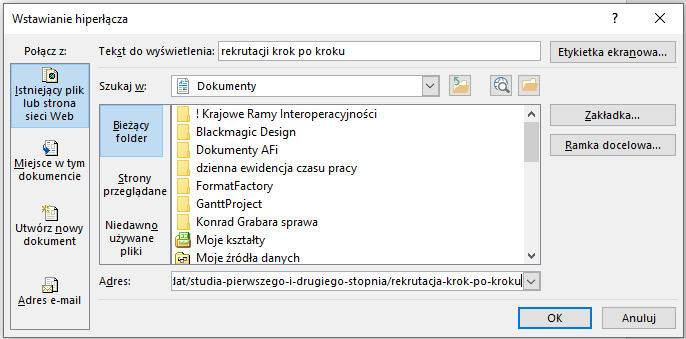 Wstawianie hiperłącza
Połącz z:
Tekst do wyświetlenia:
rekrutacji krok po kroku
Etykietka ekranowa...
Istniejący plik
lub strona
sieci Web
Szukaj w:
Dokumenty
Miejsce w tym
dokumencie
Utwórz nowy
dokument
Adres e-mail
Bieżący
folder
Strony
przeglądane
Niedawno
używane
pliki
! Krajowe Ramy Interoperacyjności
Blackmagic Design
Dokumenty AFi
dzienna ewidencja czasu pracy
FormatFactory
GanttProject
Konrad Grabara sprawa
Moje kształty
Moje źródła danych
Zakładka...
Ramka docelowa...
Adres:
dat/studia-pierwszego-i-drugiego-stopnia/rekrutacja-krok-po-kroku
OK
Anuluj